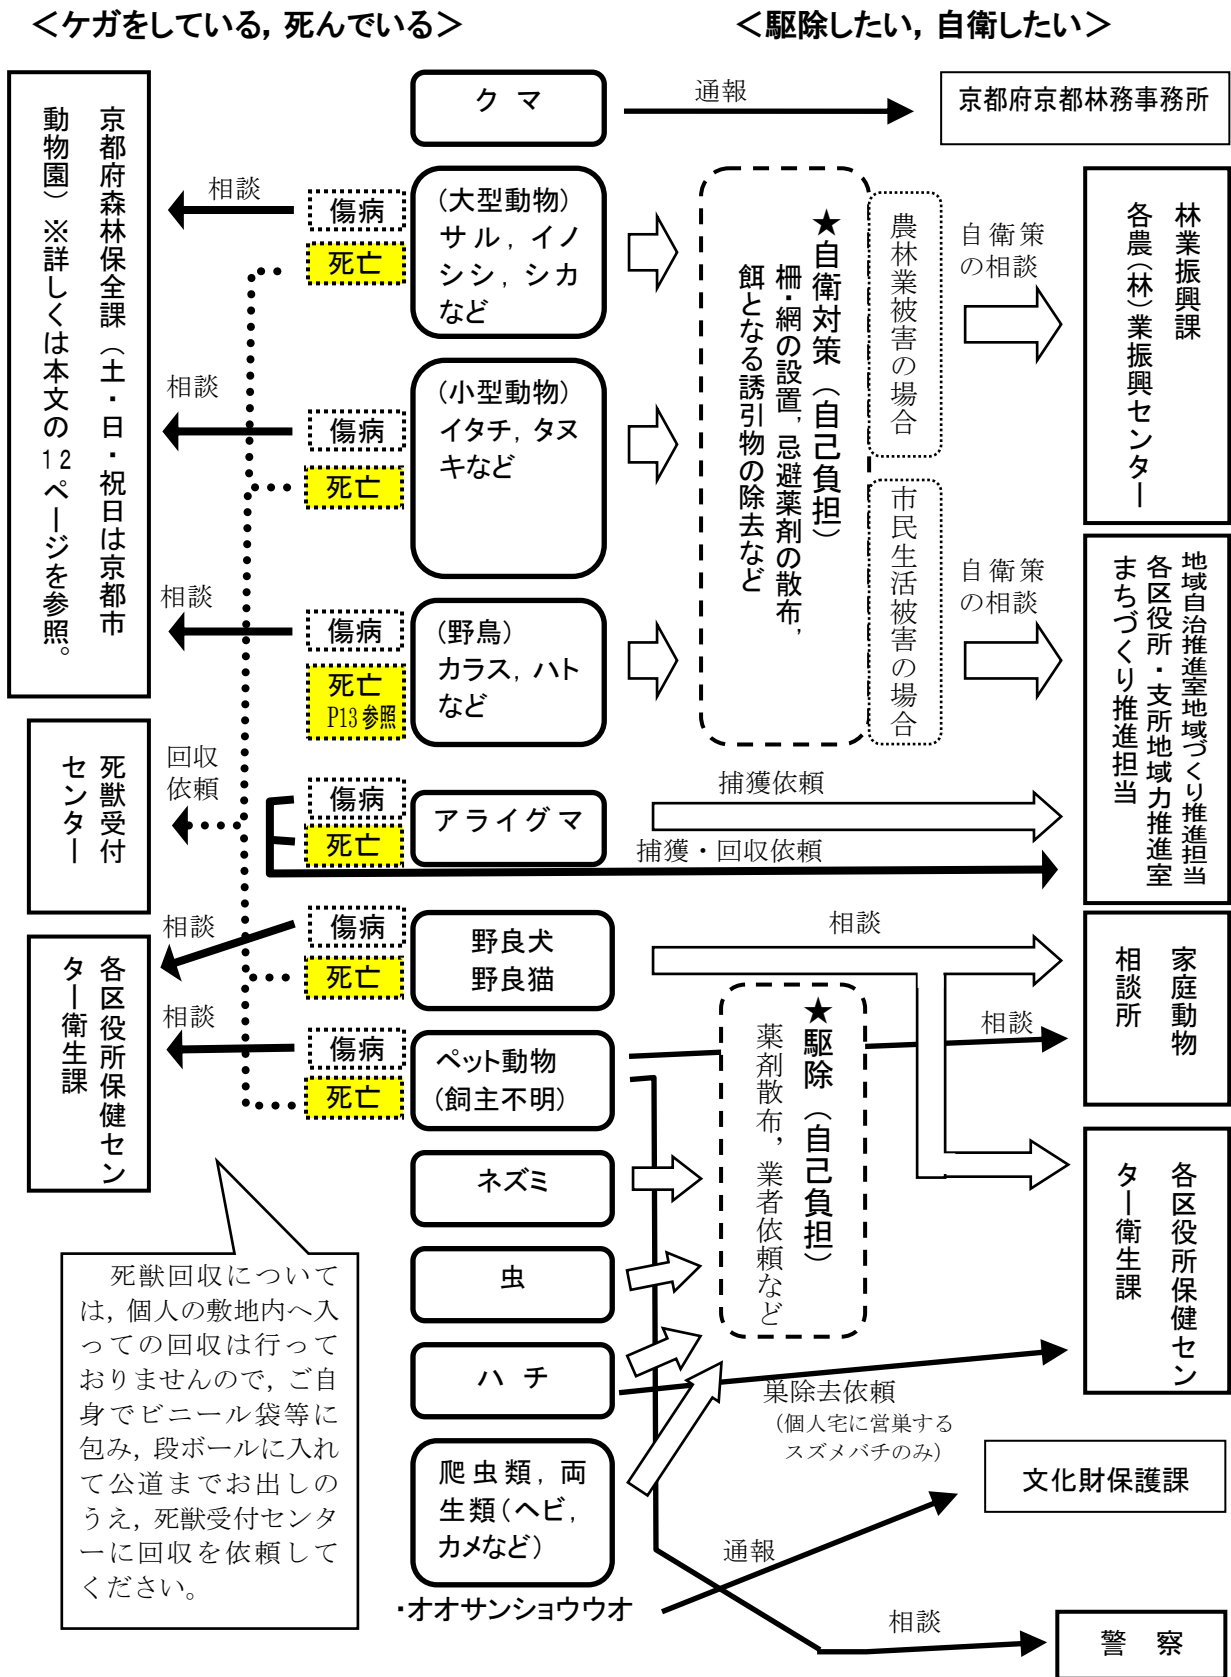 ＜ケガをしている，死んでいる＞
＜駆除したい，自衛したい＞
京都府森林保全課（土・日・祝日は京都市
動物園）※詳しくは本文の12ページを参照。
死獣受付
センター
各区役所保健セン
ター衛生課
相談
相談
相談
回収
依頼
相談
相談
傷病
死亡
傷病
死亡
傷病
死亡
P13参照
傷病
死亡
傷病
死亡
傷病
死亡
ク マ
(大型動物)
サル，イノ
シシ，シカ
など
(小型動物)
イタチ，タヌ
キなど
(野鳥)
カラス，ハト
など
アライグマ
野良犬
野良猫
ペット動物
(飼主不明)
ネズミ
虫
ハ チ
爬虫類，両
生類(ヘビ，
カメなど)
・オオサンショウウオ
通報
★自衛対策（自己負担）
柵・網の設置，忌避薬剤の散布，
餌となる誘引物の除去など
農林業被害の場合
市民生活被害の場合
自衛策
の相談
自衛策
の相談
捕獲依頼
捕獲・回収依頼
相談
相談
★駆除（自己負担）
薬剤散布，業者依頼など
巣除去依頼
（個人宅に営巣する
スズメバチのみ）
通報
相談
京都府京都林務事務所
林業振興課
各農（林）業振興センター
地域自治推進室地域づくり推進担当
各区役所・支所地域力推進室
まちづくり推進担当
家庭動物
相談所
各区役所保健セン
ター衛生課
文化財保護課
警 察
死獣回収について
は，個人の敷地内へ入
っての回収は行って
おりませんので，ご自
身でビニール袋等に
包み，段ボールに入れ
て公道までお出しの
うえ，死獣受付センタ
ーに回収を依頼して
ください。